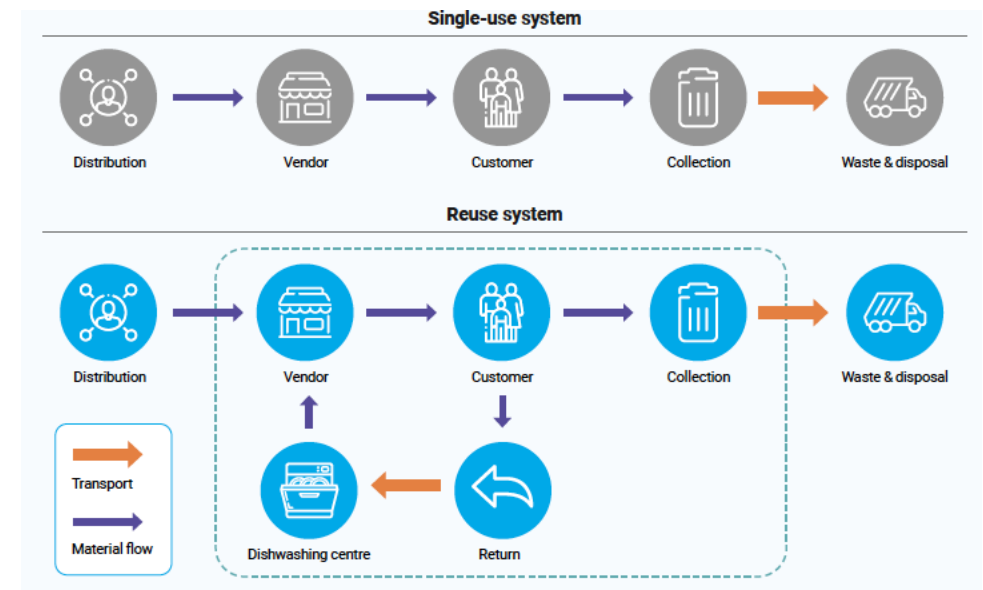 Single-use system
Distribution
Vendor
Customer
Collection
Waste & disposal
Reuse system
Distribution
Vendor
Customer
Collection
Waste & disposal
Transport
Material flow
Dishwashing centre
Return